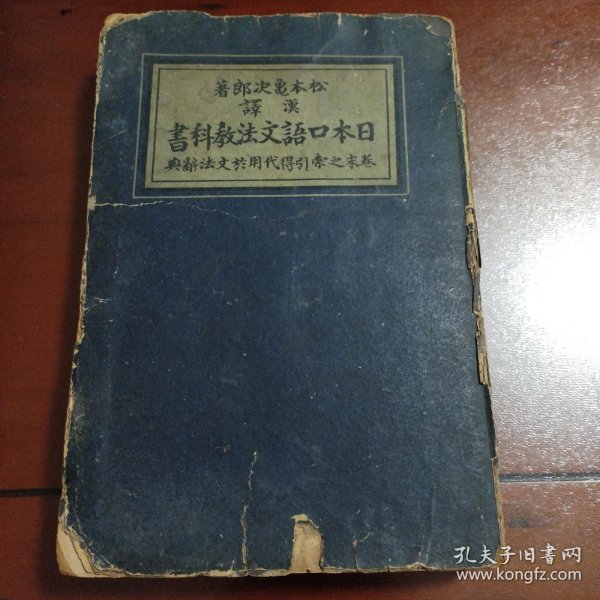 松本亀次郎著
漢譯
日本口語文法教科書
卷末之索引得代用於文法辭典
孔夫子旧书网
www.kongfz.com